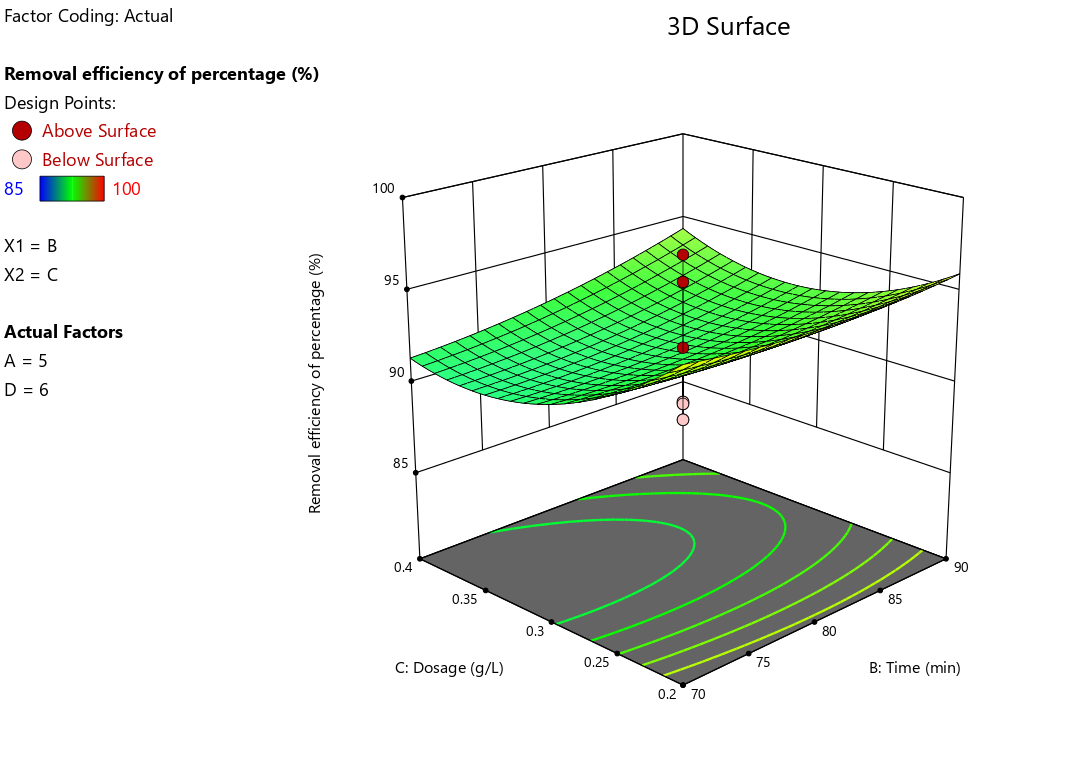 Factor Coding: Actual
3D Surface
Removal efficiency of percentage (%)
Design Points:
Above Surface
Below Surface
85 100
X1 = B
X2 = C
Actual Factors
A = 5
D = 6
Removal efficiency of percentage (%)
100
95
90
85
0.4
0.35
0.3
0.25
0.2
C: Dosage (g/L)
70
75
80
85
90
B: Time (min)